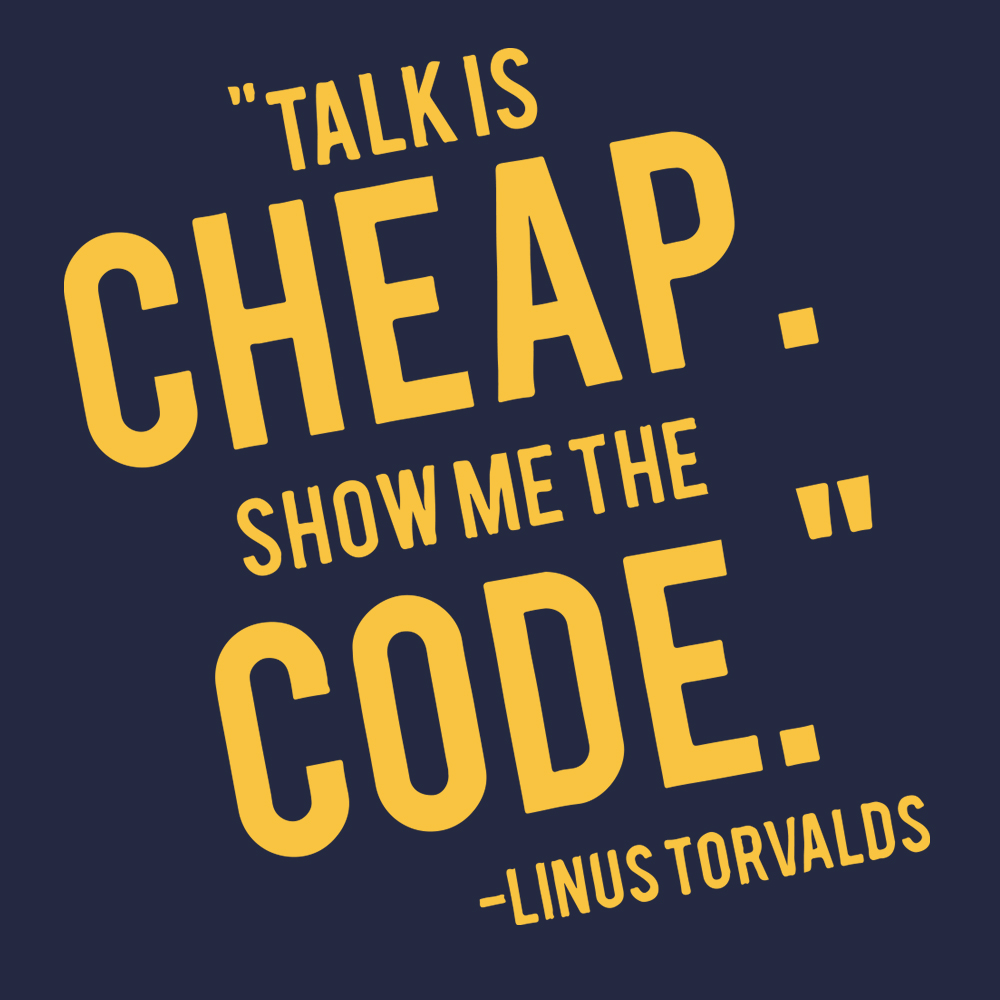 "TALK IS
CHEAP.
SHOW ME THE
CODE."
-LINUS TORVALDS